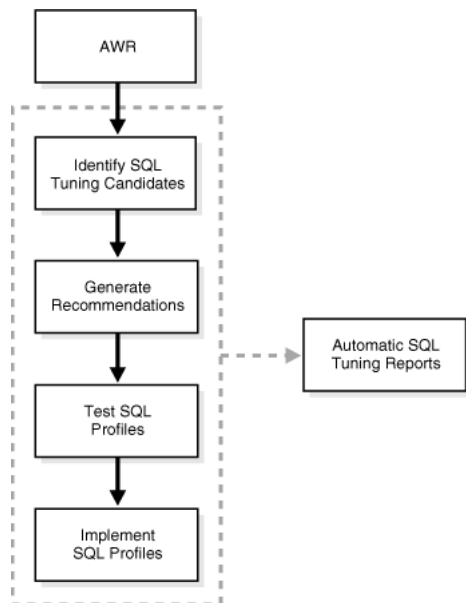 AWR
Identify SQL
Tuning Candidates
Generate
Recommendations
Automatic SQL
Tuning Reports
Test SQL
Profiles
Implement
SQL Profiles